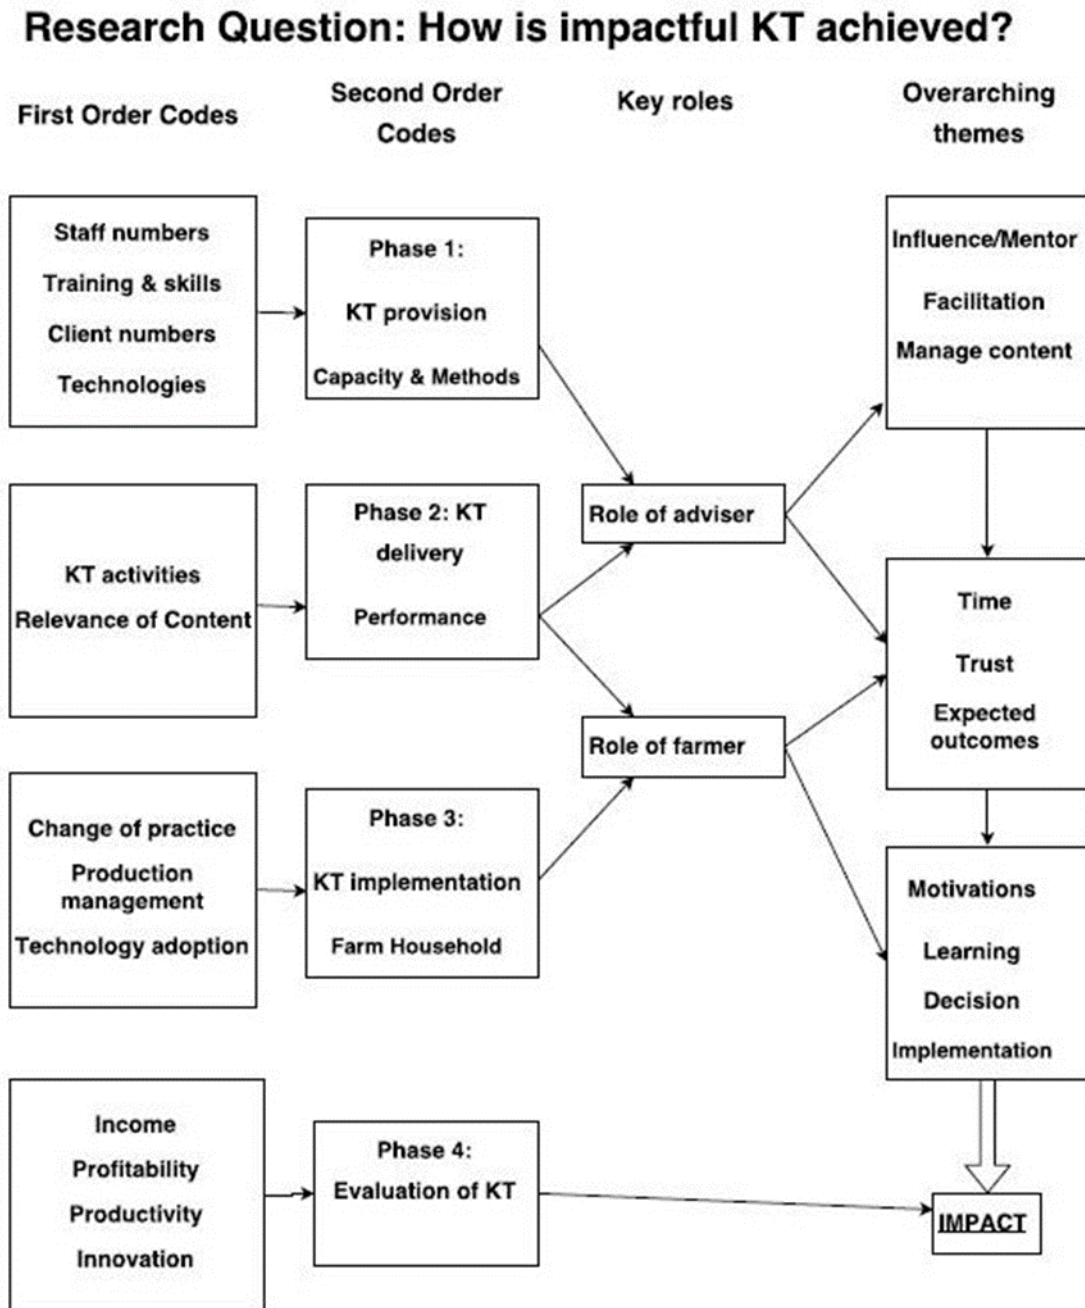 Research Question: How is impactful KT achieved?
First Order Codes
Second Order
Codes
Key roles
Overarching
themes
Staff numbers
Training & skills
Client numbers
Technologies
Phase 1:
KT provision
Capacity & Methods
Influence/Mentor
Facilitation
Manage content
KT activities
Relevance of Content
Phase 2: KT
delivery
Performance
Role of adviser
Role of farmer
Time
Trust
Expected
outcomes
Change of practice
Production
management
Technology adoption
Phase 3:
KT implementation
Farm Household
Motivations
Learning
Decision
Implementation
Income
Profitability
Productivity
Innovation
Phase 4:
Evaluation of KT
IMPACT